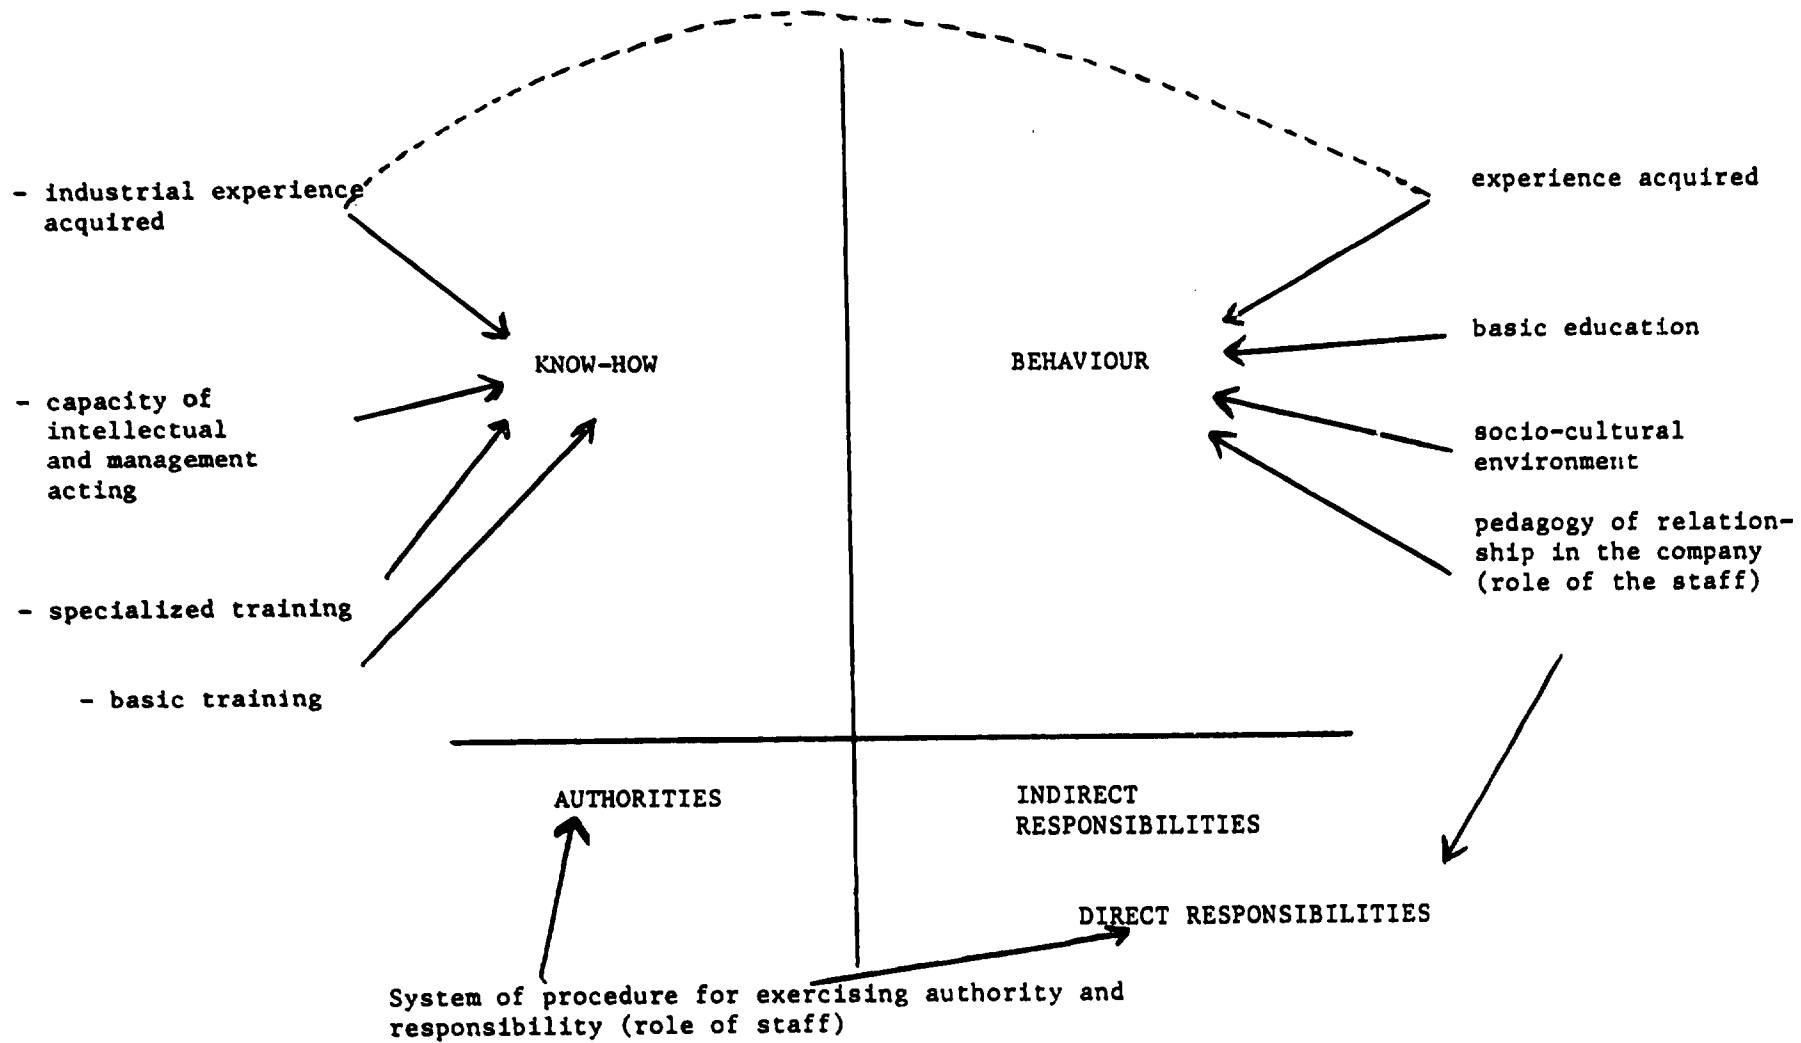 - industrial experience
acquired
experience acquired
basic education
KNOW-HOW
BEHAVIOUR
- capacity of
intellectual
and management
acting
socio-cultural
environment
pedagogy of relation-
ship in the company
(role of the staff)
- specialized training
- basic training
AUTHORITIES
INDIRECT
RESPONSIBILITIES
DIRECT RESPONSIBILITIES
System of procedure for exercising authority and
responsibility (role of staff)